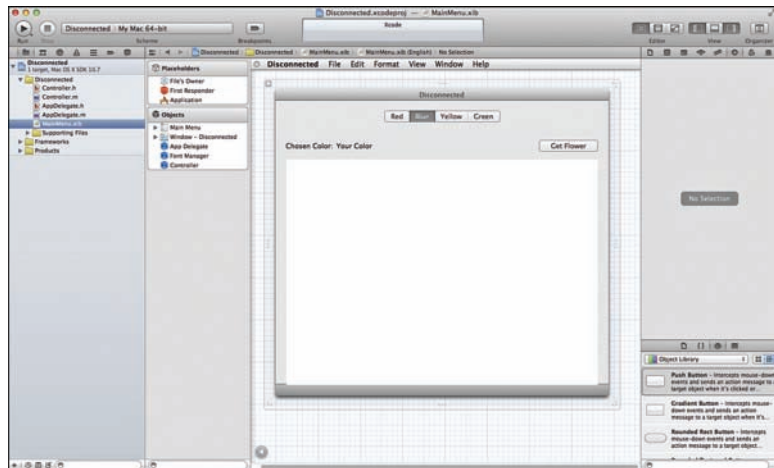 Disconnected.xcodeproj — MainMenu.xib
Run
Stop
Disconnected My Mac 64-bit
Scheme
Breakpoints
Xcode
Editor
View
Organizer
Disconnected
Disconnected
MainMenu.xib
MainMenu.xib (English)
No Selection
Disconnected
1 target, Mac OS X SDK 10.7
Disconnected
Controller.h
Controller.m
AppDelegate.h
AppDelegate.m
MainMenu.xib
Supporting Files
Frameworks
Products
Placeholders
File's Owner
First Responder
Application
Objects
Main Menu
Window – Disconnected
App Delegate
Font Manager
Controller
Disconnected File Edit Format View Window Help
Disconnected
Red Blue Yellow Green
Chosen Color: Your Color
Get Flower
No Selection
Object Library
Push Button – Intercepts mouse-down
events and sends an action message to a
target object when it's clicked or...
Gradient Button – Intercepts mouse-
down events and sends an action
message to a target object when it's...
Rounded Rect Button – Intercepts
mouse-down events and sends an
action message to a target object...